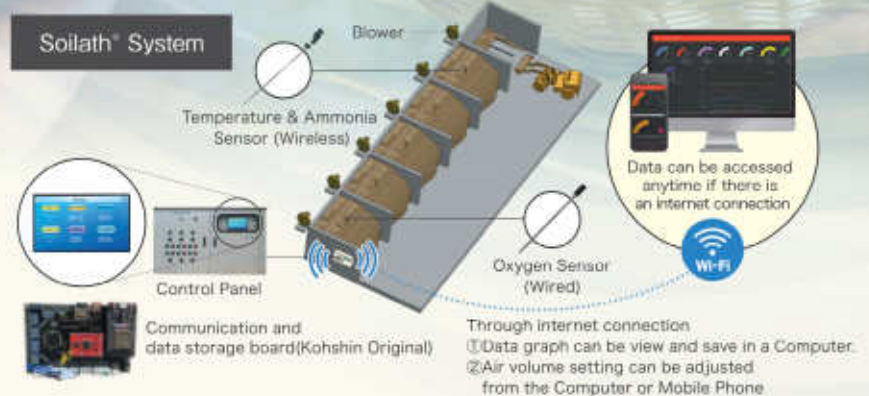 Soilath® System
Blower
Temperature & Ammonia
Sensor (Wireless)
Data can be accessed
anytime if there is
an internet connection
Wi-Fi
Oxygen Sensor
(Wired)
Control Panel
Communication and
data storage board(Kohshin Original)
Through internet connection
①Data graph can be view and save in a Computer.
②Air volume setting can be adjusted
from the Computer or Mobile Phone